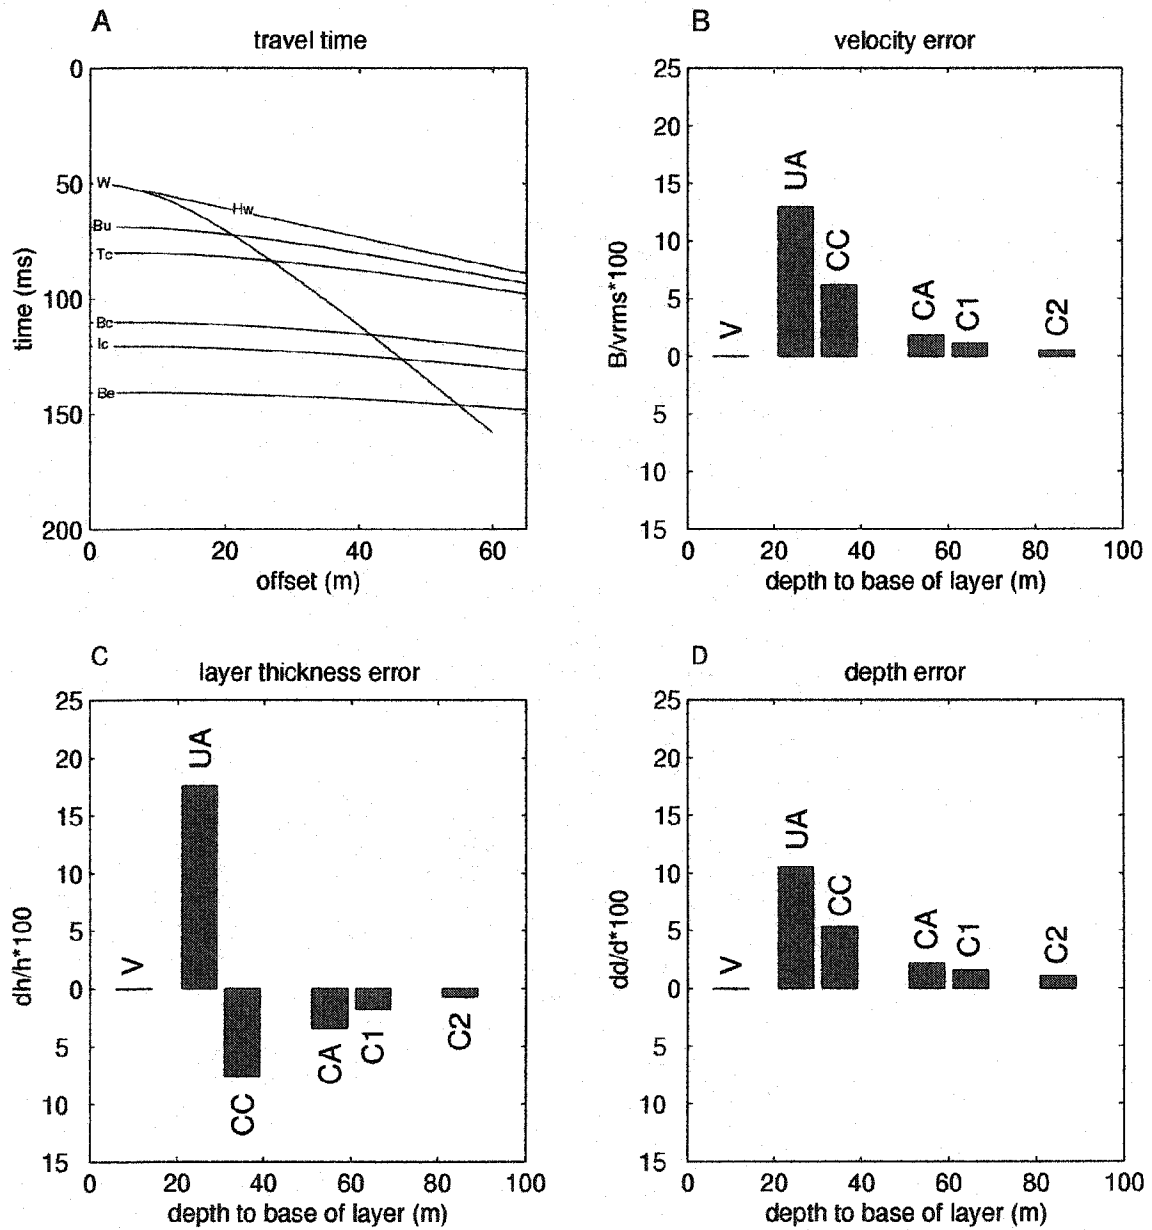 A
travel time
0
50
100
150
200
time (ms)
W
Hw
Bu
Tc
Bc
Ic
Be
0 20 40 60
offset (m)
B
velocity error
25
20
15
10
5
0
5
10
15
B/vrms*100
V
UA
CC
CA
C1
C2
0 20 40 60 80 100
depth to base of layer (m)
C
layer thickness error
25
20
15
10
5
0
5
10
15
dh/h*100
V
UA
CC
CA
C1
C2
0 20 40 60 80 100
depth to base of layer (m)
D
depth error
25
20
15
10
5
0
5
10
15
dd/d*100
V
UA
CC
CA
C1
C2
0 20 40 60 80 100
depth to base of layer (m)